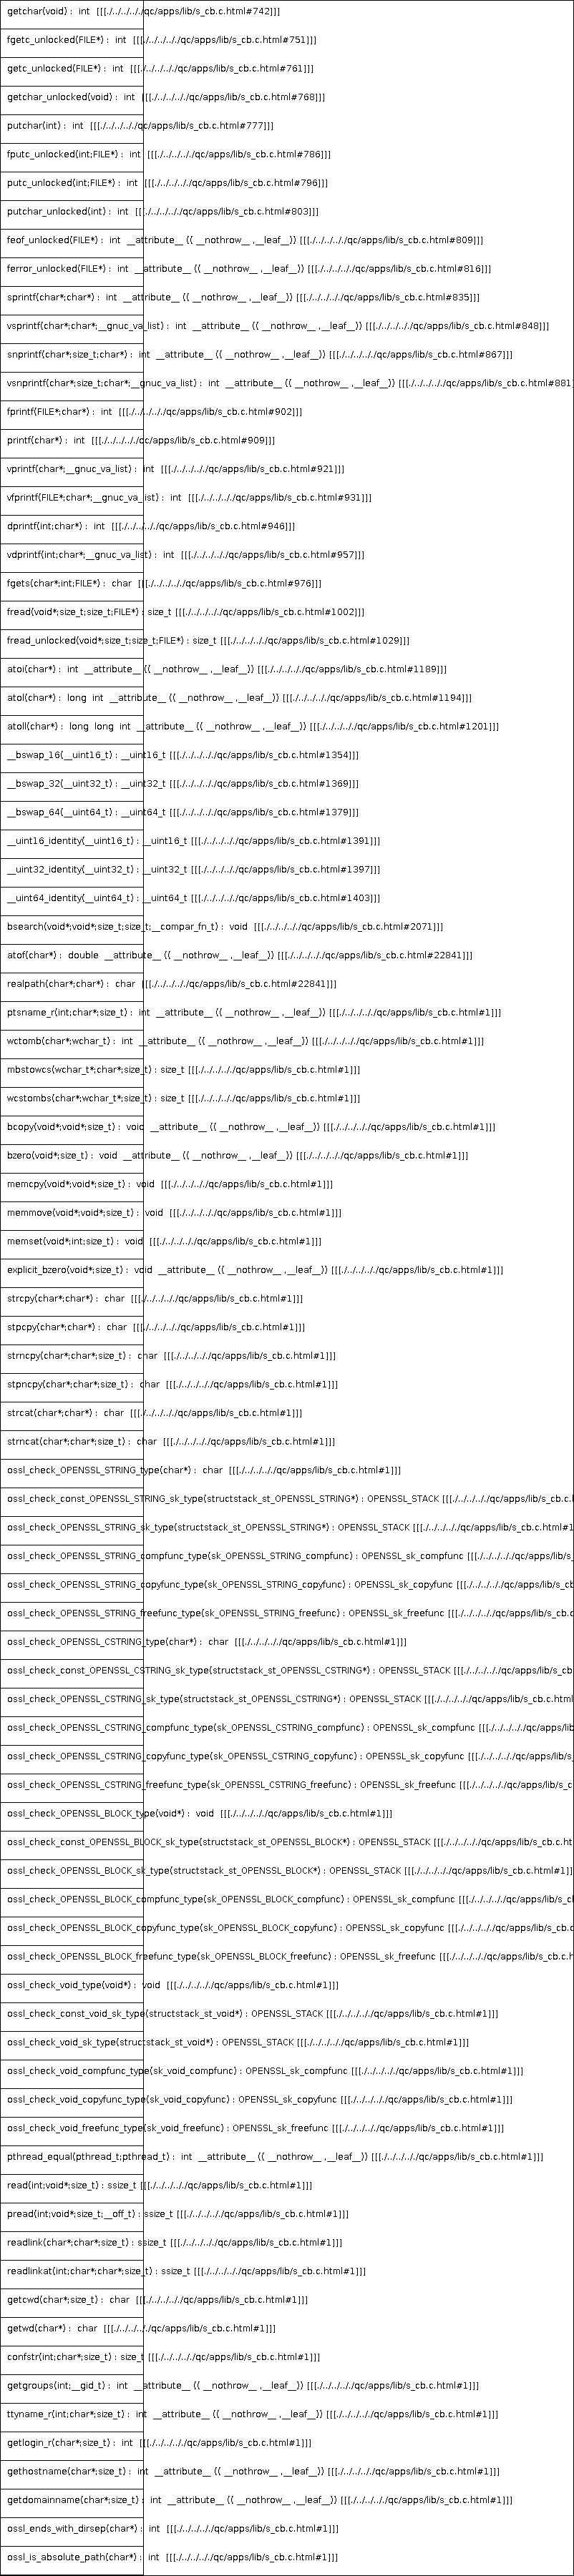 getchar(void) : int [[[./../../../qc/apps/lib/s_cb.c.html#742]]]
fgetc_unlocked(FILE*) : int [[[./../../../qc/apps/lib/s_cb.c.html#751]]]
getc_unlocked(FILE*) : int [[[./../../../qc/apps/lib/s_cb.c.html#761]]]
getchar_unlocked(void) : int [[[./../../../qc/apps/lib/s_cb.c.html#768]]]
putchar(int) : int [[[./../../../qc/apps/lib/s_cb.c.html#777]]]
fputc_unlocked(int;FILE*) : int [[[./../../../qc/apps/lib/s_cb.c.html#786]]]
putc_unlocked(int;FILE*) : int [[[./../../../qc/apps/lib/s_cb.c.html#796]]]
putchar_unlocked(int) : int [[[./../../../qc/apps/lib/s_cb.c.html#803]]]
feof_unlocked(FILE*) : int __attribute__ (( __nothrow__ ,__leaf__)) [[[./../../../qc/apps/lib/s_cb.c.html#809]]]
ferror_unlocked(FILE*) : int __attribute__ (( __nothrow__ ,__leaf__)) [[[./../../../qc/apps/lib/s_cb.c.html#816]]]
sprintf(char*;char*) : int __attribute__ (( __nothrow__ ,__leaf__)) [[[./../../../qc/apps/lib/s_cb.c.html#835]]]
vsprintf(char*;char*;__gnuc_va_list) : int __attribute__ (( __nothrow__ ,__leaf__)) [[[./../../../qc/apps/lib/s_cb.c.html#848]]]
snprintf(char*;size_t;char*) : int __attribute__ (( __nothrow__ ,__leaf__)) [[[./../../../qc/apps/lib/s_cb.c.html#867]]]
vsnprintf(char*;size_t;char*;__gnuc_va_list) : int __attribute__ (( __nothrow__ ,__leaf__)) [[[./../../../qc/apps/lib/s_cb.c.html#881]
fprintf(FILE*;char*) : int [[[./../../../qc/apps/lib/s_cb.c.html#902]]]
printf(char*) : int [[[./../../../qc/apps/lib/s_cb.c.html#909]]]
vprintf(char*;__gnuc_va_list) : int [[[./../../../qc/apps/lib/s_cb.c.html#921]]]
vfprintf(FILE*;char*;__gnuc_va_list) : int [[[./../../../qc/apps/lib/s_cb.c.html#931]]]
dprintf(int;char*) : int [[[./../../../qc/apps/lib/s_cb.c.html#946]]]
vdprintf(int;char*;__gnuc_va_list) : int [[[./../../../qc/apps/lib/s_cb.c.html#957]]]
fgets(char*;int;FILE*) : char [[[./../../../qc/apps/lib/s_cb.c.html#976]]]
fread(void*;size_t;size_t;FILE*) : size_t [[[./../../../qc/apps/lib/s_cb.c.html#1002]]]
fread_unlocked(void*;size_t;size_t;FILE*) : size_t [[[./../../../qc/apps/lib/s_cb.c.html#1029]]]
atoi(char*) : int __attribute__ (( __nothrow__ ,__leaf__)) [[[./../../../qc/apps/lib/s_cb.c.html#1189]]]
atol(char*) : long int __attribute__ (( __nothrow__ ,__leaf__)) [[[./../../../qc/apps/lib/s_cb.c.html#1194]]]
atoll(char*) : long long int __attribute__ (( __nothrow__ ,__leaf__)) [[[./../../../qc/apps/lib/s_cb.c.html#1201]]]
__bswap_16(__uint16_t) : __uint16_t [[[./../../../qc/apps/lib/s_cb.c.html#1354]]]
__bswap_32(__uint32_t) : __uint32_t [[[./../../../qc/apps/lib/s_cb.c.html#1369]]]
__bswap_64(__uint64_t) : __uint64_t [[[./../../../qc/apps/lib/s_cb.c.html#1379]]]
__uint16_identity(__uint16_t) : __uint16_t [[[./../../../qc/apps/lib/s_cb.c.html#1391]]]
__uint32_identity(__uint32_t) : __uint32_t [[[./../../../qc/apps/lib/s_cb.c.html#1397]]]
__uint64_identity(__uint64_t) : __uint64_t [[[./../../../qc/apps/lib/s_cb.c.html#1403]]]
bsearch(void*;void*;size_t;size_t;__compar_fn_t) : void [[[./../../../qc/apps/lib/s_cb.c.html#2071]]]
atof(char*) : double __attribute__ (( __nothrow__ ,__leaf__)) [[[./../../../qc/apps/lib/s_cb.c.html#22841]]]
realpath(char*;char*) : char [[[./../../../qc/apps/lib/s_cb.c.html#22841]]]
ptsname_r(int;char*;size_t) : int __attribute__ (( __nothrow__ ,__leaf__)) [[[./../../../qc/apps/lib/s_cb.c.html#1]]]
wctomb(char*;wchar_t) : int __attribute__ (( __nothrow__ ,__leaf__)) [[[./../../../qc/apps/lib/s_cb.c.html#1]]]
mbstowcs(wchar_t*;char*;size_t) : size_t [[[./../../../qc/apps/lib/s_cb.c.html#1]]]
wcstombs(char*;wchar_t*;size_t) : size_t [[[./../../../qc/apps/lib/s_cb.c.html#1]]]
bcopy(void*;void*;size_t) : void __attribute__ (( __nothrow__ ,__leaf__)) [[[./../../../qc/apps/lib/s_cb.c.html#1]]]
bzero(void*;size_t) : void __attribute__ (( __nothrow__ ,__leaf__)) [[[./../../../qc/apps/lib/s_cb.c.html#1]]]
memcpy(void*;void*;size_t) : void [[[./../../../qc/apps/lib/s_cb.c.html#1]]]
memmove(void*;void*;size_t) : void [[[./../../../qc/apps/lib/s_cb.c.html#1]]]
memset(void*;int;size_t) : void [[[./../../../qc/apps/lib/s_cb.c.html#1]]]
explicit_bzero(void*;size_t) : void __attribute__ (( __nothrow__ ,__leaf__)) [[[./../../../qc/apps/lib/s_cb.c.html#1]]]
strcpy(char*;char*) : char [[[./../../../qc/apps/lib/s_cb.c.html#1]]]
stpcpy(char*;char*) : char [[[./../../../qc/apps/lib/s_cb.c.html#1]]]
strncpy(char*;char*;size_t) : char [[[./../../../qc/apps/lib/s_cb.c.html#1]]]
stpncpy(char*;char*;size_t) : char [[[./../../../qc/apps/lib/s_cb.c.html#1]]]
strcat(char*;char*) : char [[[./../../../qc/apps/lib/s_cb.c.html#1]]]
strncat(char*;char*;size_t) : char [[[./../../../qc/apps/lib/s_cb.c.html#1]]]
ossl_check_OPENSSL_STRING_type(char*) : char [[[./../../../qc/apps/lib/s_cb.c.html#1]]]
ossl_check_const_OPENSSL_STRING_sk_type(structstack_st_OPENSSL_STRING*) : OPENSSL_STACK [[[./../../../qc/apps/lib/s_cb.c.
ossl_check_OPENSSL_STRING_sk_type(structstack_st_OPENSSL_STRING*) : OPENSSL_STACK [[[./../../../qc/apps/lib/s_cb.c.html#1
ossl_check_OPENSSL_STRING_compfunc_type(sk_OPENSSL_STRING_compfunc) : OPENSSL_sk_compfunc [[[./../../../qc/apps/lib/s_
ossl_check_OPENSSL_STRING_copyfunc_type(sk_OPENSSL_STRING_copyfunc) : OPENSSL_sk_copyfunc [[[./../../../qc/apps/lib/s_cb
ossl_check_OPENSSL_STRING_freefunc_type(sk_OPENSSL_STRING_freefunc) : OPENSSL_sk_freefunc [[[./../../../qc/apps/lib/s_cb
ossl_check_OPENSSL_CSTRING_type(char*) : char [[[./../../../qc/apps/lib/s_cb.c.html#1]]]
ossl_check_const_OPENSSL_CSTRING_sk_type(structstack_st_OPENSSL_CSTRING*) : OPENSSL_STACK [[[./../../../qc/apps/lib/s_cb
ossl_check_OPENSSL_CSTRING_sk_type(structstack_st_OPENSSL_CSTRING*) : OPENSSL_STACK [[[./../../../qc/apps/lib/s_cb.c.html
ossl_check_OPENSSL_CSTRING_compfunc_type(sk_OPENSSL_CSTRING_compfunc) : OPENSSL_sk_compfunc [[[./../../../qc/apps/lib
ossl_check_OPENSSL_CSTRING_copyfunc_type(sk_OPENSSL_CSTRING_copyfunc) : OPENSSL_sk_copyfunc [[[./../../../qc/apps/lib/s_
ossl_check_OPENSSL_CSTRING_freefunc_type(sk_OPENSSL_CSTRING_freefunc) : OPENSSL_sk_freefunc [[[./../../../qc/apps/lib/s_c
ossl_check_OPENSSL_BLOCK_type(void*) : void [[[./../../../qc/apps/lib/s_cb.c.html#1]]]
ossl_check_const_OPENSSL_BLOCK_sk_type(structstack_st_OPENSSL_BLOCK*) : OPENSSL_STACK [[[./../../../qc/apps/lib/s_cb.c.ht
ossl_check_OPENSSL_BLOCK_sk_type(structstack_st_OPENSSL_BLOCK*) : OPENSSL_STACK [[[./../../../qc/apps/lib/s_cb.c.html#1]]
ossl_check_OPENSSL_BLOCK_compfunc_type(sk_OPENSSL_BLOCK_compfunc) : OPENSSL_sk_compfunc [[[./../../../qc/apps/lib/s_c
ossl_check_OPENSSL_BLOCK_copyfunc_type(sk_OPENSSL_BLOCK_copyfunc) : OPENSSL_sk_copyfunc [[[./../../../qc/apps/lib/s_cb.c
ossl_check_OPENSSL_BLOCK_freefunc_type(sk_OPENSSL_BLOCK_freefunc) : OPENSSL_sk_freefunc [[[./../../../qc/apps/lib/s_cb.c.h
ossl_check_void_type(void*) : void [[[./../../../qc/apps/lib/s_cb.c.html#1]]]
ossl_check_const_void_sk_type(structstack_st_void*) : OPENSSL_STACK [[[./../../../qc/apps/lib/s_cb.c.html#1]]]
ossl_check_void_sk_type(structstack_st_void*) : OPENSSL_STACK [[[./../../../qc/apps/lib/s_cb.c.html#1]]]
ossl_check_void_compfunc_type(sk_void_compfunc) : OPENSSL_sk_compfunc [[[./../../../qc/apps/lib/s_cb.c.html#1]]]
ossl_check_void_copyfunc_type(sk_void_copyfunc) : OPENSSL_sk_copyfunc [[[./../../../qc/apps/lib/s_cb.c.html#1]]]
ossl_check_void_freefunc_type(sk_void_freefunc) : OPENSSL_sk_freefunc [[[./../../../qc/apps/lib/s_cb.c.html#1]]]
pthread_equal(pthread_t;pthread_t) : int __attribute__ (( __nothrow__ ,__leaf__)) [[[./../../../qc/apps/lib/s_cb.c.html#1]]]
read(int;void*;size_t) : ssize_t [[[./../../../qc/apps/lib/s_cb.c.html#1]]]
pread(int;void*;size_t;__off_t) : ssize_t [[[./../../../qc/apps/lib/s_cb.c.html#1]]]
readlink(char*;char*;size_t) : ssize_t [[[./../../../qc/apps/lib/s_cb.c.html#1]]]
readlinkat(int;char*;char*;size_t) : ssize_t [[[./../../../qc/apps/lib/s_cb.c.html#1]]]
getcwd(char*;size_t) : char [[[./../../../qc/apps/lib/s_cb.c.html#1]]]
getwd(char*) : char [[[./../../../qc/apps/lib/s_cb.c.html#1]]]
confstr(int;char*;size_t) : size_t [[[./../../../qc/apps/lib/s_cb.c.html#1]]]
getgroups(int;__gid_t) : int __attribute__ (( __nothrow__ ,__leaf__)) [[[./../../../qc/apps/lib/s_cb.c.html#1]]]
ttyname_r(int;char*;size_t) : int __attribute__ (( __nothrow__ ,__leaf__)) [[[./../../../qc/apps/lib/s_cb.c.html#1]]]
getlogin_r(char*;size_t) : int [[[./../../../qc/apps/lib/s_cb.c.html#1]]]
gethostname(char*;size_t) : int __attribute__ (( __nothrow__ ,__leaf__)) [[[./../../../qc/apps/lib/s_cb.c.html#1]]]
getdomainname(char*;size_t) : int __attribute__ (( __nothrow__ ,__leaf__)) [[[./../../../qc/apps/lib/s_cb.c.html#1]]]
ossl_ends_with_dirsep(char*) : int [[[./../../../qc/apps/lib/s_cb.c.html#1]]]
ossl_is_absolute_path(char*) : int [[[./../../../qc/apps/lib/s_cb.c.html#1]]]